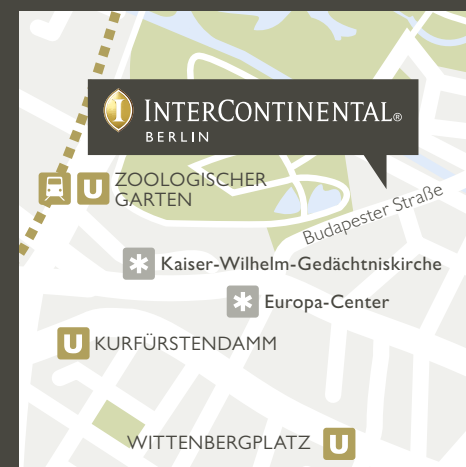 INTERCONTINENTAL®
BERLIN
U ZOOLOGISCHER
GARTEN
Budapester Straße
Kaiser-Wilhelm-Gedächtniskirche
Europa-Center
U KURFÜRSTENDAMM
WITTENBERGPLATZ U